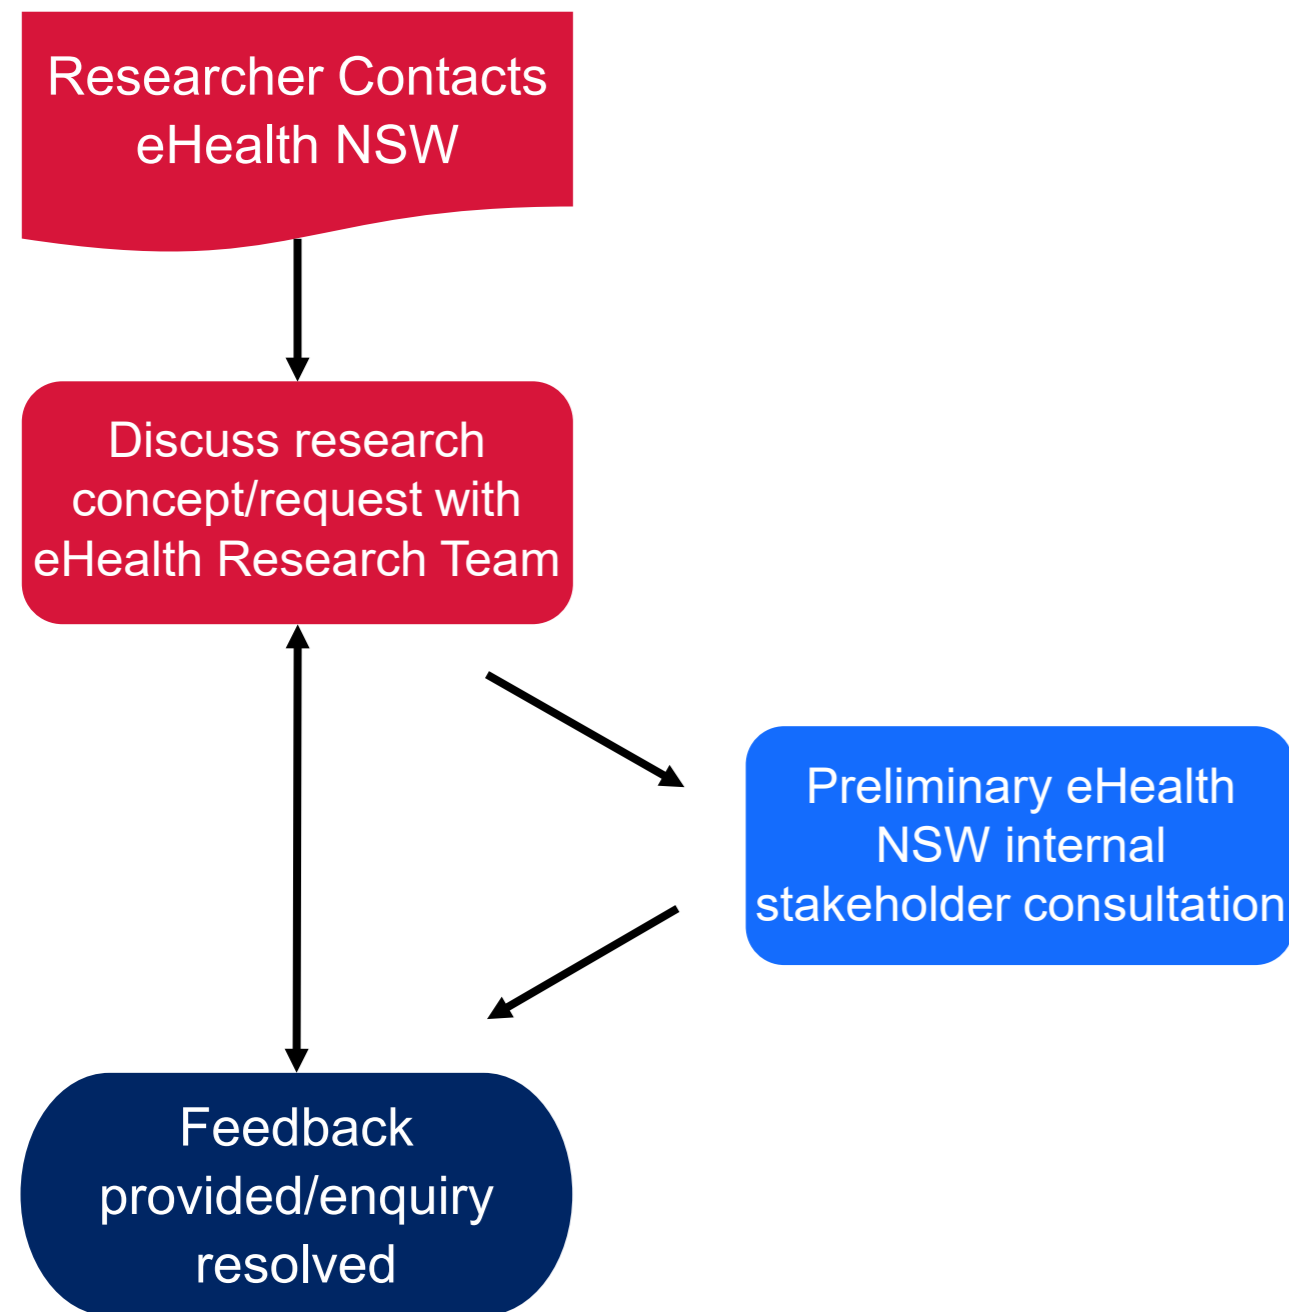 Researcher Contacts
eHealth NSW
Discuss research
concept/request with
eHealth Research Team
Preliminary eHealth
NSW internal
stakeholder consultation
Feedback
provided/enquiry
resolved